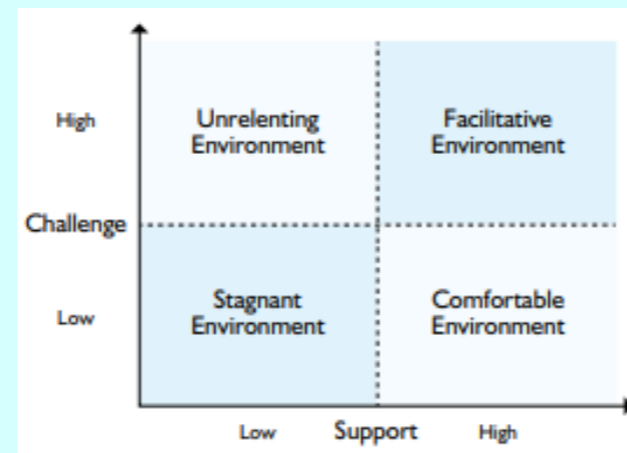 High
Unrelenting
Environment
Facilitative
Environment
Challenge
Low
Stagnant
Environment
Comfortable
Environment
Low
Support
High